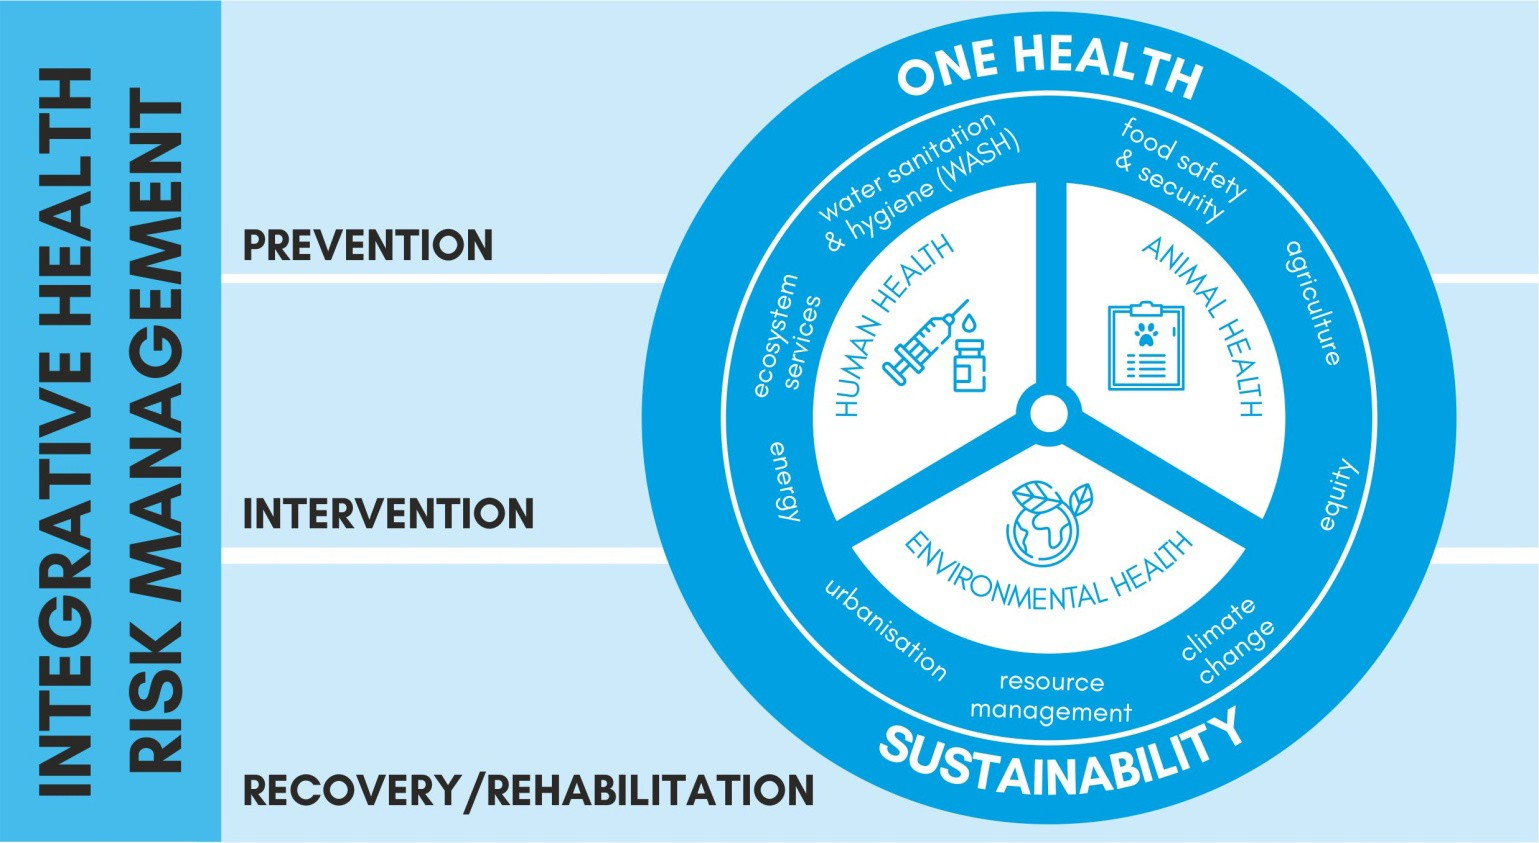 INTEGRATIVE HEALTH
RISK MANAGEMENT
PREVENTION
INTERVENTION
RECOVERY/REHABILITATION
ONE HEALTH
water sanitation
& hygiene (WASH)
food safety
& security
agriculture
equity
climate
change
resource
management
urbanisation
energy
ecosystem
services
HUMAN HEALTH
ANIMAL HEALTH
ENVIRONMENTAL HEALTH
SUSTAINABILITY